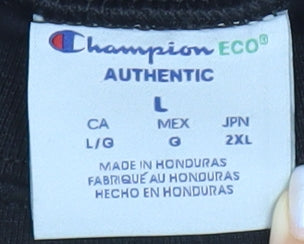 Champion ECO®
AUTHENTIC
L
CA MEX JPN
L/G G 2XL
MADE IN HONDURAS
FABRIQUÉ AU HONDURAS
HECHO EN HONDURAS